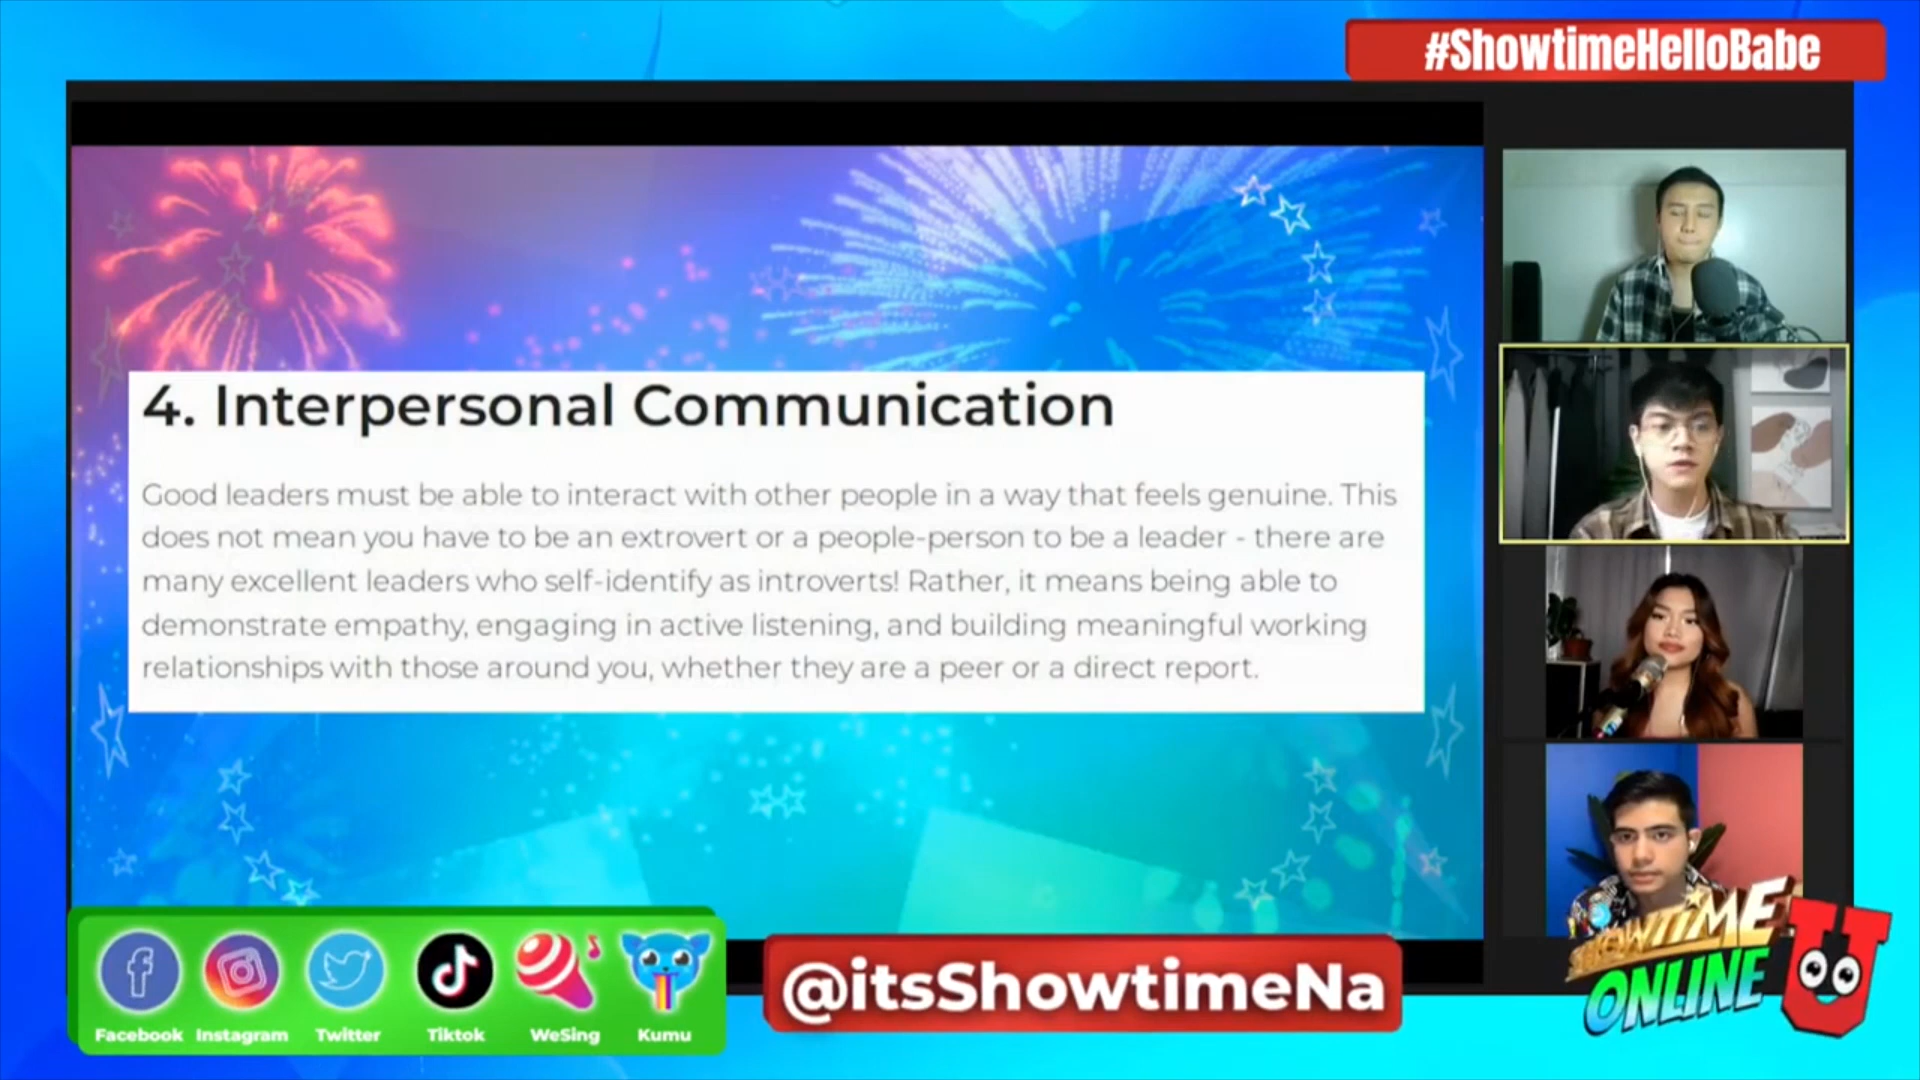 #ShowtimeHelloBabe
4. Interpersonal Communication
Good leaders must be able to interact with other people in a way that feels genuine. This
does not mean you have to be an extrovert or a people-person to be a leader - there are
many excellent leaders who self-identify as introverts! Rather, it means being able to
demonstrate empathy, engaging in active listening, and building meaningful working
relationships with those around you, whether they are a peer or a direct report.
Facebook Instagram Twitter Tiktok WeSing Kumu
@itsShowtimeNa
SHOWTIME
ONLINE U